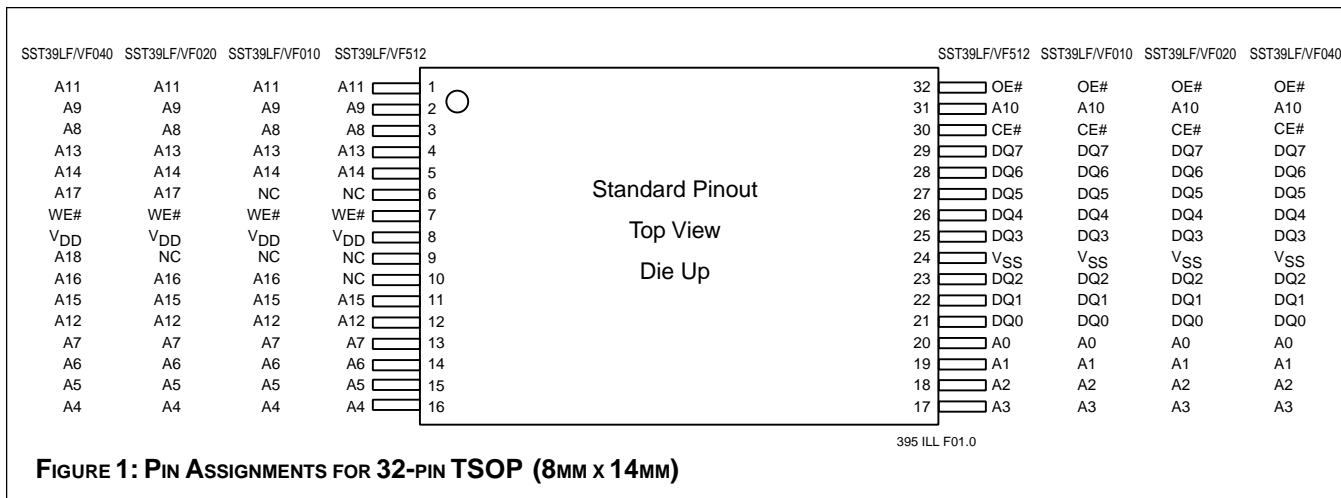 SST39LF/VF040 SST39LF/VF020 SST39LF/VF010 SST39LF/VF512 SST39LF/VF512 SST39LF/VF010 SST39LF/VF020 SST39LF/VF040
A11 A11 A11 A11 1 32 OE# OE# OE# OE#
A9 A9 A9 A9 2 31 A10 A10 A10 A10
A8 A8 A8 A8 3 30 CE# CE# CE# CE#
A13 A13 A13 A13 4 29 DQ7 DQ7 DQ7 DQ7
A14 A14 A14 A14 5 28 DQ6 DQ6 DQ6 DQ6
A17 A17 NC NC 6 Standard Pinout 27 DQ5 DQ5 DQ5 DQ5
WE# WE# WE# WE# 7 26 DQ4 DQ4 DQ4 DQ4
VDD VDD VDD VDD 8 Top View 25 DQ3 DQ3 DQ3 DQ3
A18 NC NC NC 9 24 VSS VSS VSS VSS
A16 A16 A16 NC 10 Die Up 23 DQ2 DQ2 DQ2 DQ2
A15 A15 A15 A15 11 22 DQ1 DQ1 DQ1 DQ1
A12 A12 A12 A12 12 21 DQ0 DQ0 DQ0 DQ0
A7 A7 A7 A7 13 20 A0 A0 A0 A0
A6 A6 A6 A6 14 19 A1 A1 A1 A1
A5 A5 A5 A5 15 18 A2 A2 A2 A2
A4 A4 A4 A4 16 17 A3 A3 A3 A3
395 ILL F01.0
FIGURE 1: PIN ASSIGNMENTS FOR 32-PIN TSOP (8MM X 14MM)